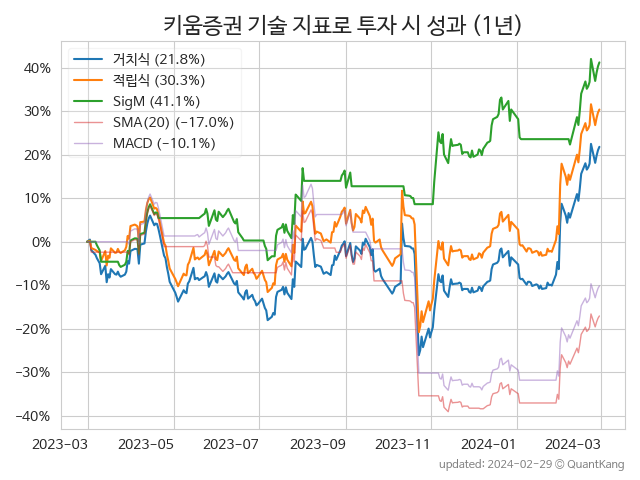 키움증권 기술 지표로 투자 시 성과 (1년)
거치식 (21.8%)
적립식 (30.3%)
SigM (41.1%)
SMA(20) (−17.0%)
MACD (−10.1%)
40%
30%
20%
10%
0%
−10%
−20%
−30%
−40%
2023-03 2023-05 2023-07 2023-09 2023-11 2024-01 2024-03
updated: 2024-02-29 © QuantKang